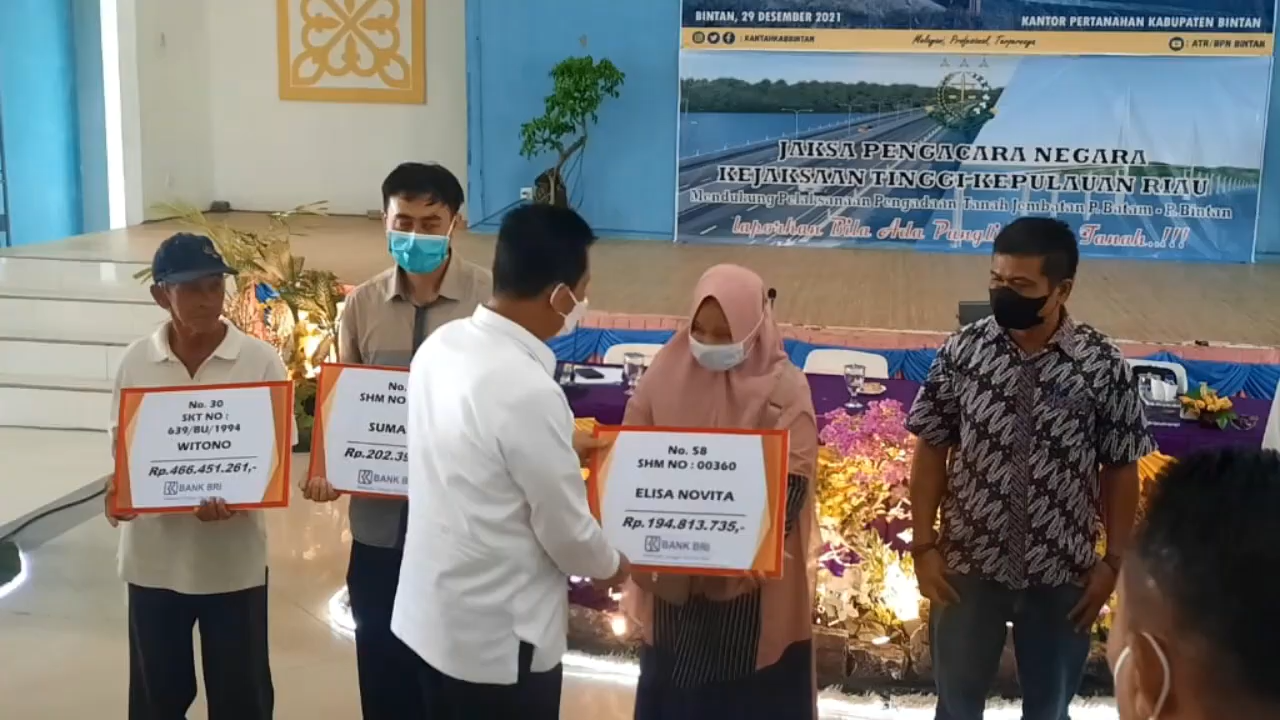 BINTAN, 29 DESEMBER 2021
KANTOR PERTANAHAN KABUPATEN BINTAN
: KANTAHKABBINTAN
Melayani, Profesional, Terpercaya
: ATR/BPN BINTAN
JAKSA PENGACARA NEGARA
KEJAKSAAN TINGGI KEPULAUAN RIAU
Mendukung Pelaksanaan Pengadaan Tanah Jembatan P. Batam - P. Bintan
laporkan Bila Ada Pungli Tanah..!!!
No. 30
SKT NO :
639/BU/1994
WITONO
Rp.466.451.261,-
BANK BRI
No.
SHM NO
SUMA
Rp.202.39
BANK B
No. 58
SHM NO : 00360
ELISA NOVITA
Rp.194.813.735,-
BANK BRI